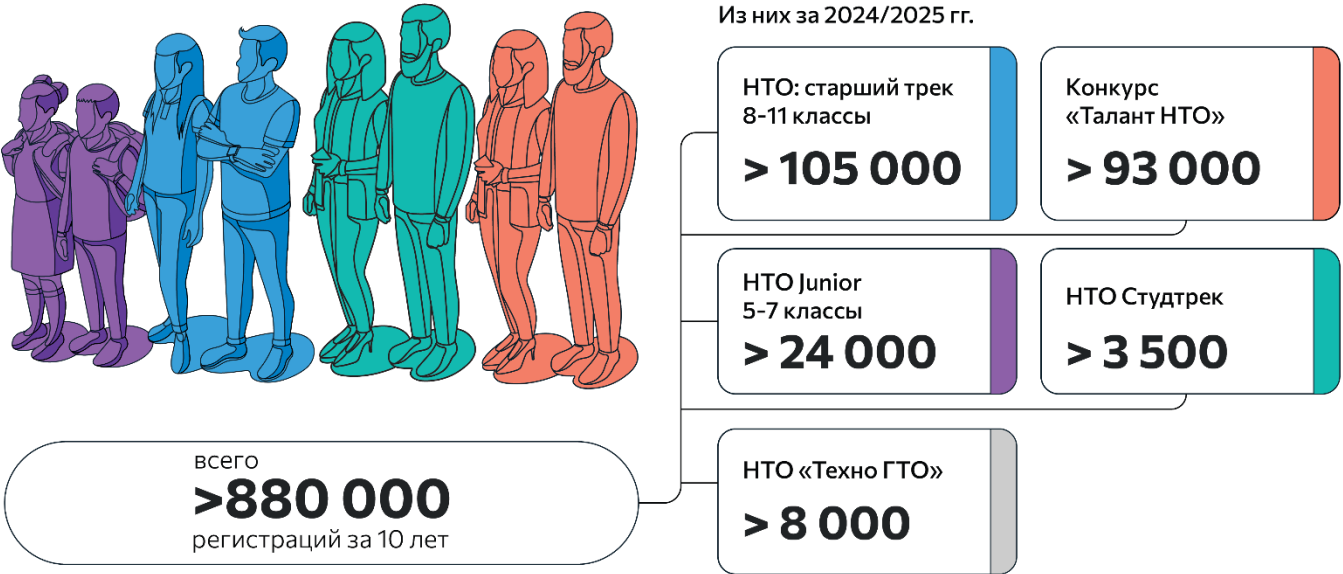 Из них за 2024/2025 гг.
НТО: старший трек
8-11 классы
> 105 000
Конкурс
«Талант НТО»
> 93 000
НТО Junior
5-7 классы
> 24 000
НТО Студтрек
> 3 500
НТО «Техно ГТО»
> 8 000
всего
>880 000
регистраций за 10 лет